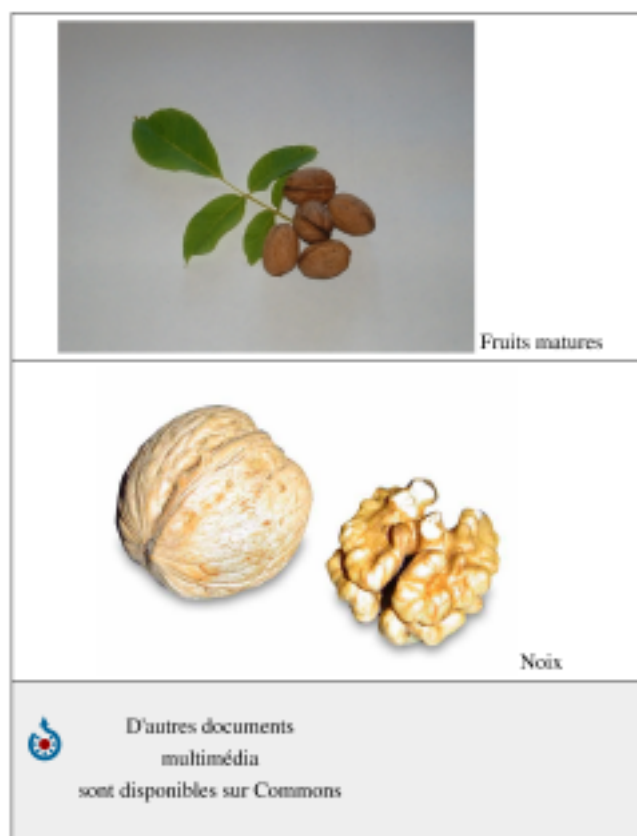 Fruits matures
Noix
D'autres documents
multimédia
sont disponibles sur Commons